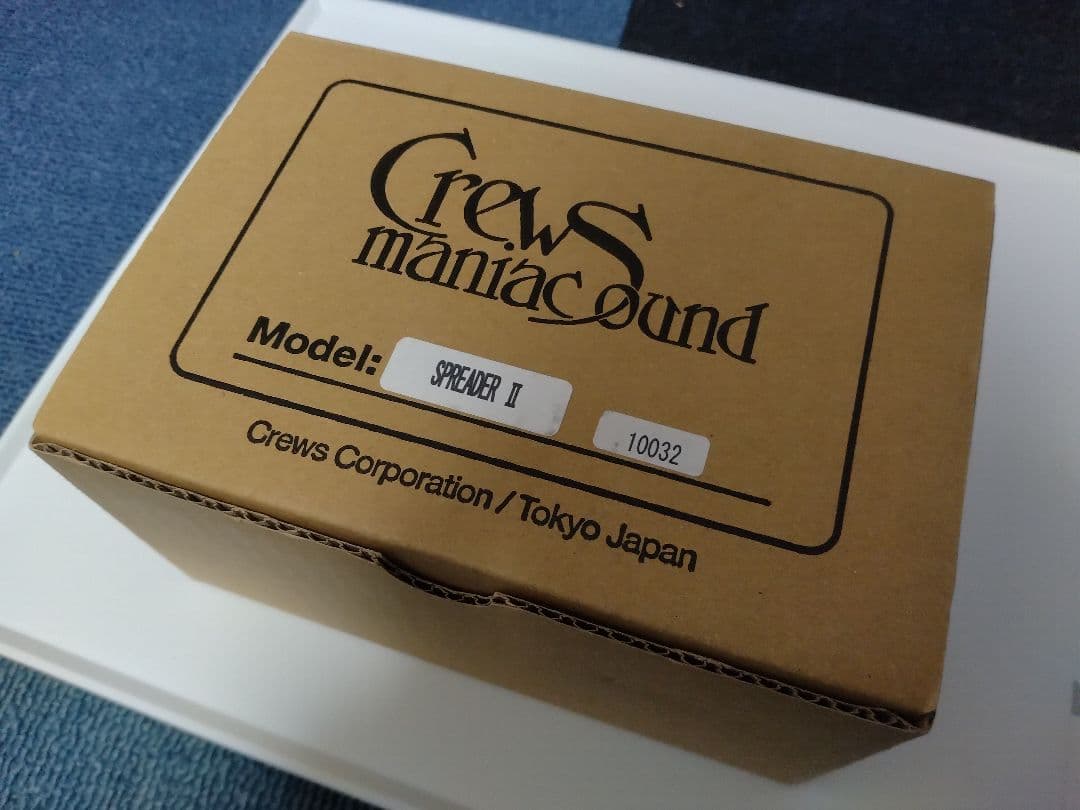 Crews
maniac Sound
Model: SPREADER II 10032
Crews Corporation / Tokyo Japan